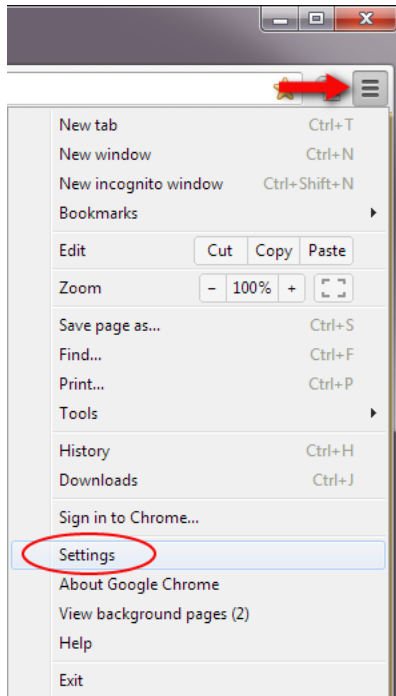 New tab Ctrl+T
New window Ctrl+N
New incognito window Ctrl+Shift+N
Bookmarks
Edit Cut Copy Paste
Zoom − 100% +
Save page as... Ctrl+S
Find... Ctrl+F
Print... Ctrl+P
Tools
History Ctrl+H
Downloads Ctrl+J
Sign in to Chrome...
Settings
About Google Chrome
View background pages (2)
Help
Exit